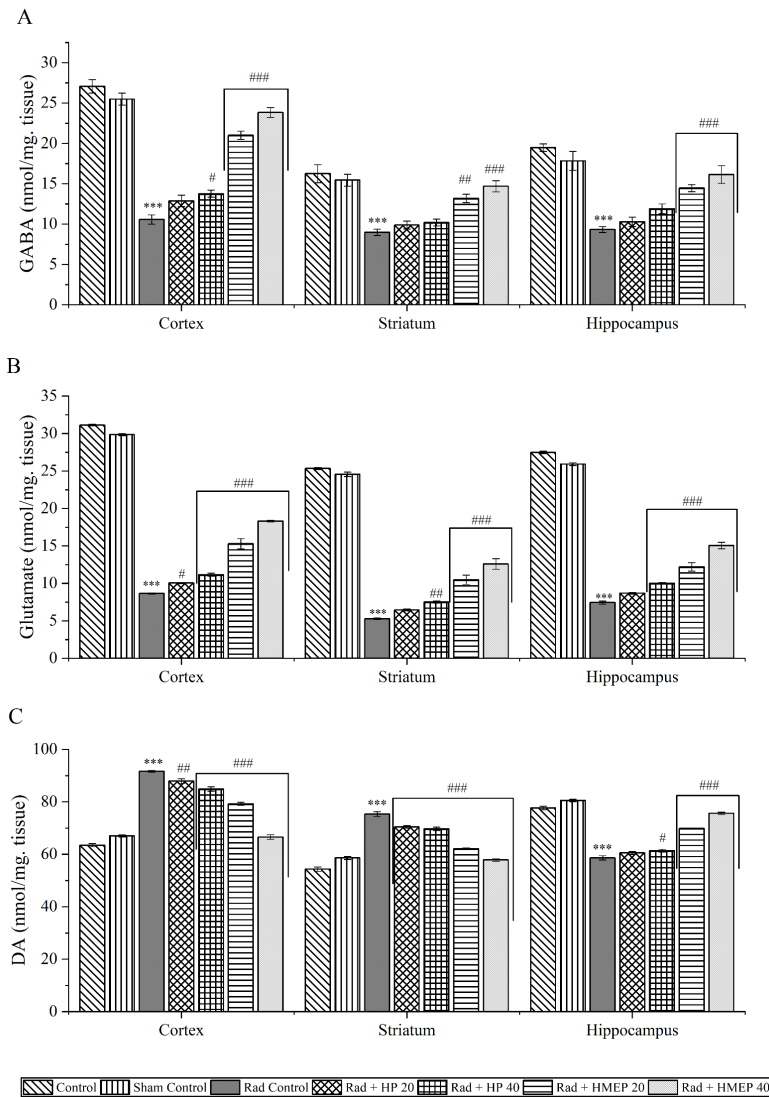 A
GABA (nmol/mg. tissue)
30
25
20
15
10
5
0
***
#
###
***
##
###
***
###
Cortex
Striatum
Hippocampus
B
Glutamate (nmol/mg. tissue)
35
30
25
20
15
10
5
0
***
#
###
***
##
###
***
###
Cortex
Striatum
Hippocampus
C
DA (nmol/mg. tissue)
100
80
60
40
20
0
***
##
###
***
###
***
#
###
Cortex
Striatum
Hippocampus
Control Sham Control Rad Control Rad + HP 20 Rad + HP 40 Rad + HMEP 20 Rad + HMEP 40